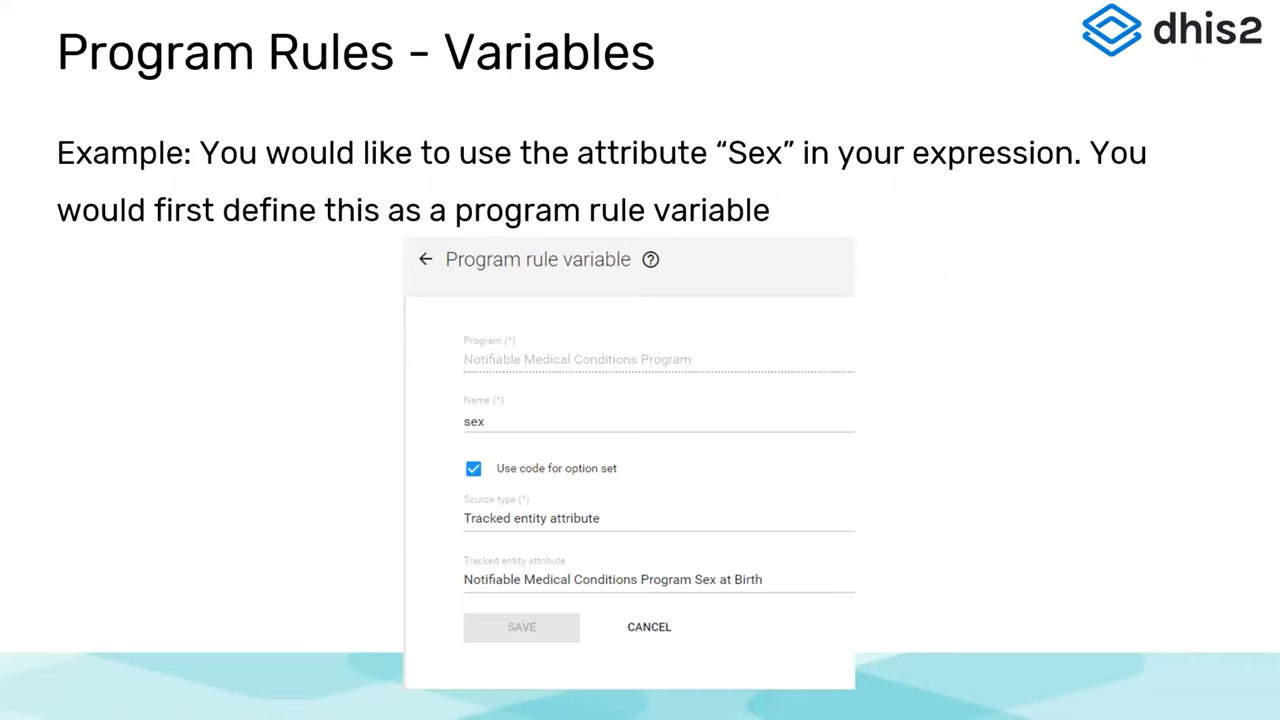 Program Rules - Variables
dhis2
Example: You would like to use the attribute “Sex” in your expression. You
would first define this as a program rule variable
Program rule variable
Program (*)
Notifiable Medical Conditions Program
Name (*)
sex
Use code for option set
Source type (*)
Tracked entity attribute
Tracked entity attribute
Notifiable Medical Conditions Program Sex at Birth
SAVE CANCEL